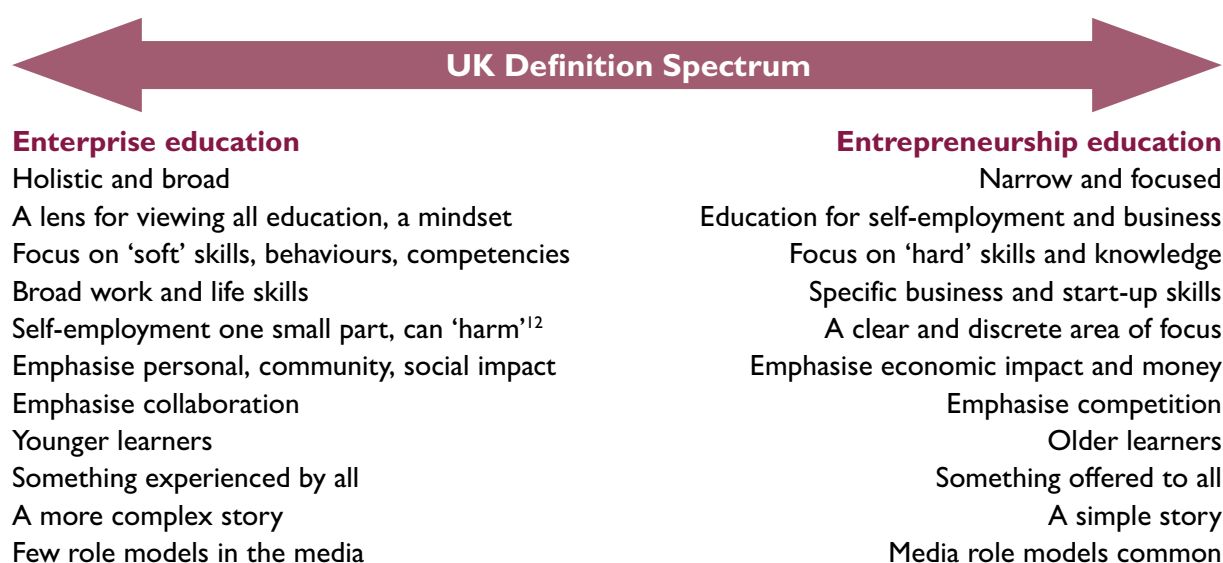 UK Definition Spectrum
Enterprise education
Holistic and broad
A lens for viewing all education, a mindset
Focus on ‘soft’ skills, behaviours, competencies
Broad work and life skills
Self-employment one small part, can ‘harm’12
Emphasise personal, community, social impact
Emphasise collaboration
Younger learners
Something experienced by all
A more complex story
Few role models in the media
Entrepreneurship education
Narrow and focused
Education for self-employment and business
Focus on ‘hard’ skills and knowledge
Specific business and start-up skills
A clear and discrete area of focus
Emphasise economic impact and money
Emphasise competition
Older learners
Something offered to all
A simple story
Media role models common